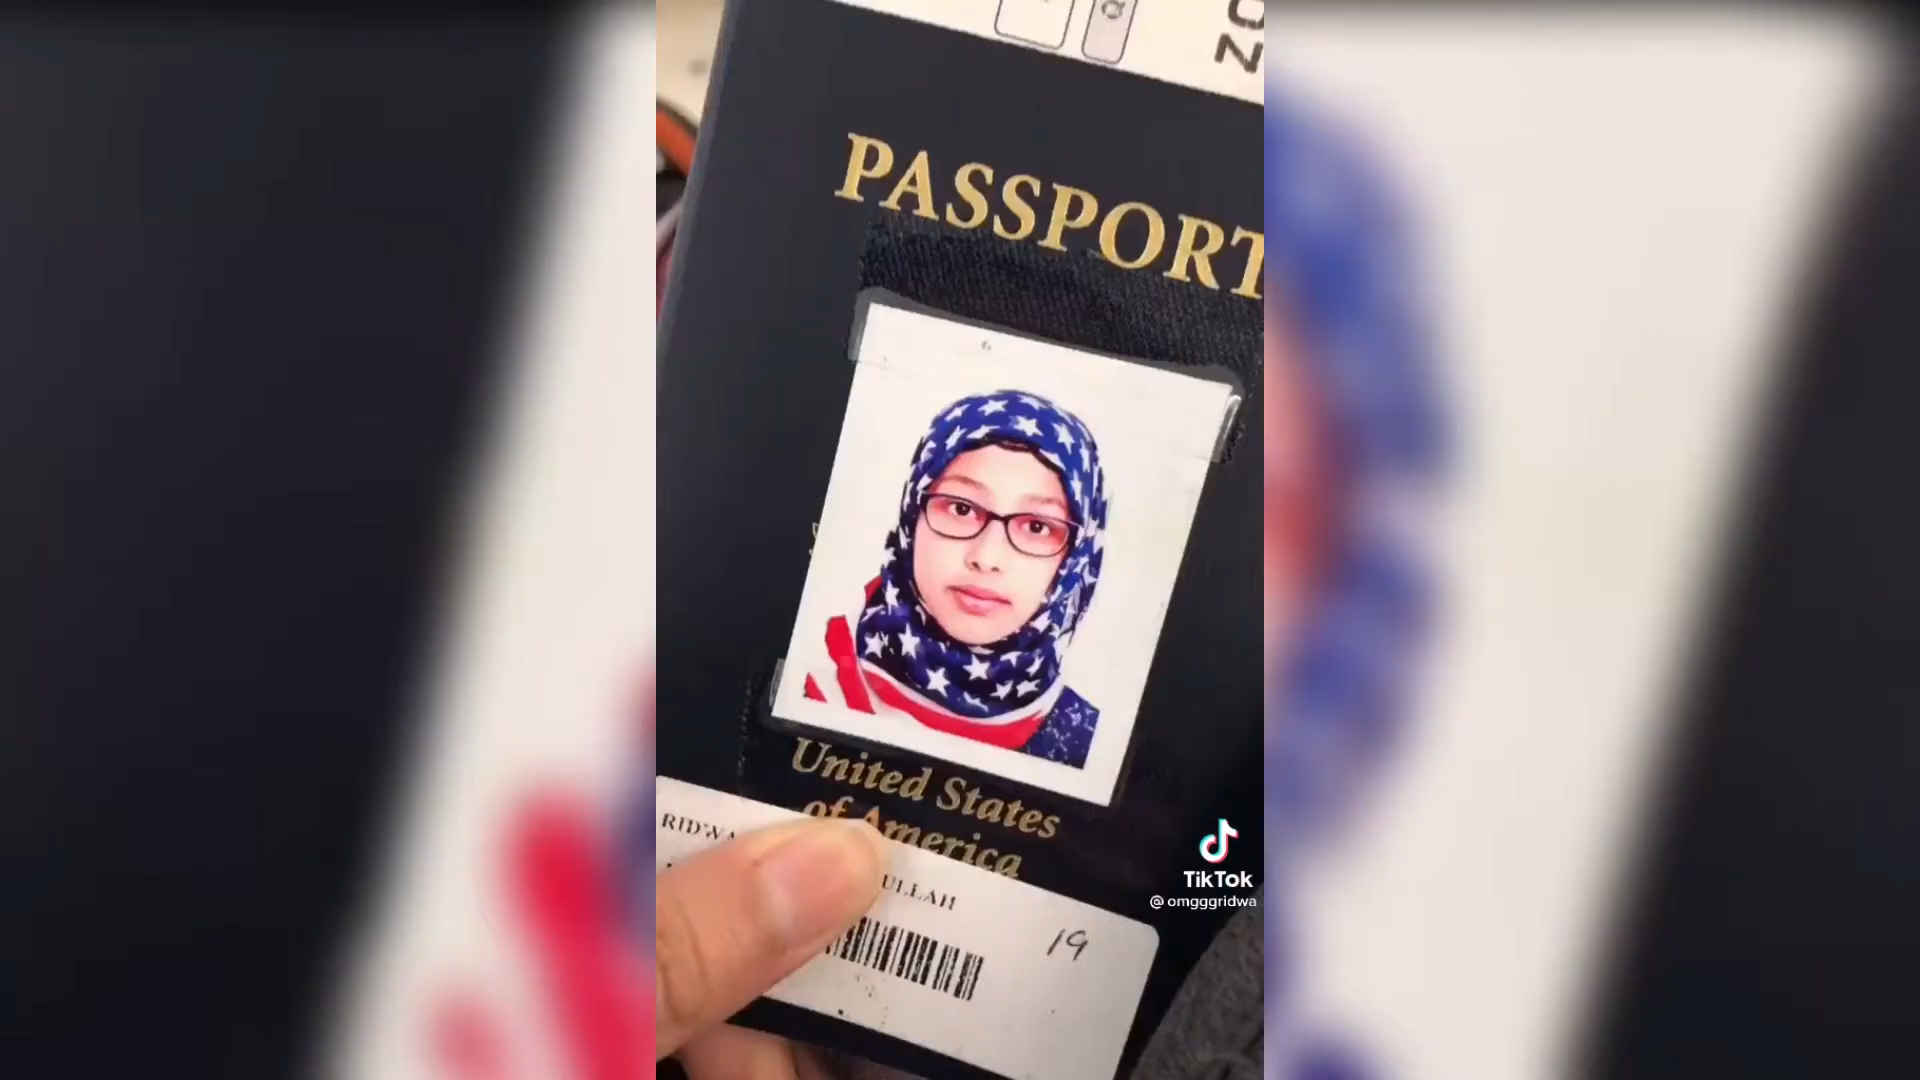 PASSPORT
United States
of America
RIDWA
ULLAH
19
TikTok
@omgggridwa